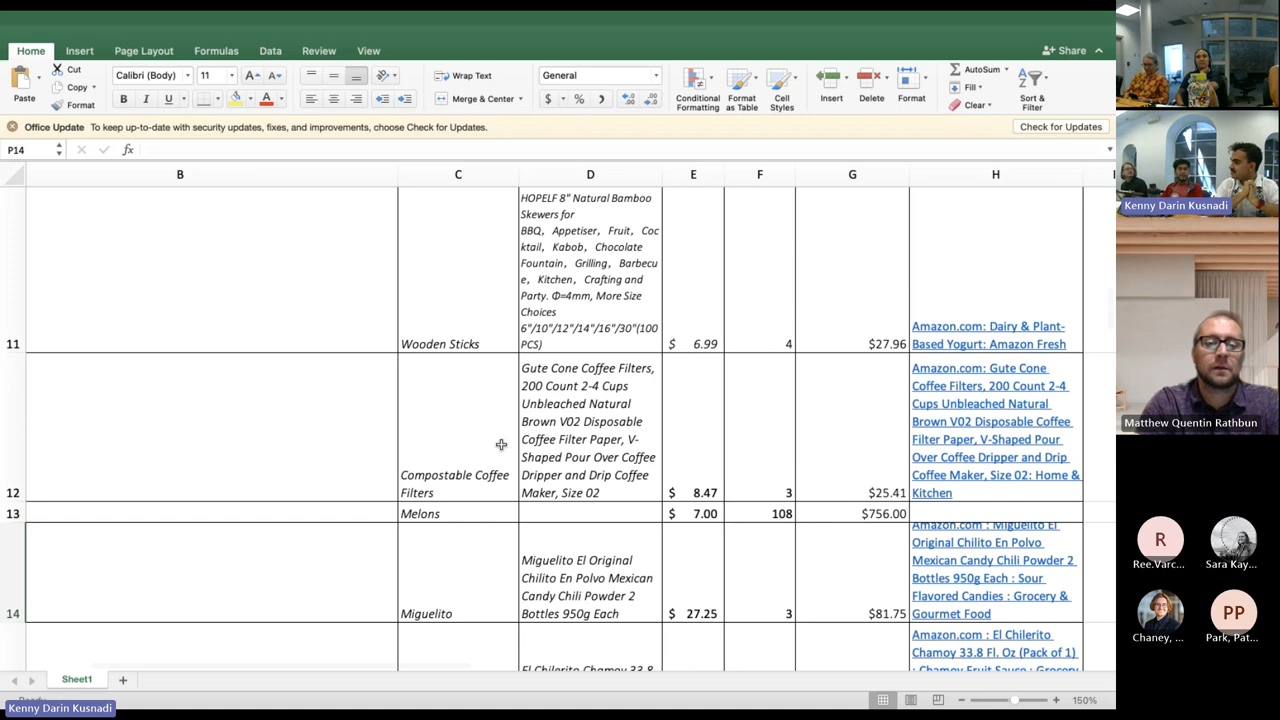 Home Insert Page Layout Formulas Data Review View Share
Cut
Copy
Format
Paste
Calibri (Body) 11
Wrap Text
Merge & Center
General
Conditional Formatting
Format as Table
Cell Styles
Insert Delete Format
AutoSum
Fill
Clear
Sort & Filter
Office Update To keep up-to-date with security updates, fixes, and improvements, choose Check for Updates. Check for Updates
P14 fx
B C D E F G H
HOPELF 8" Natural Bamboo
Skewers for
BBQ，Appetiser，Fruit，Coc
ktail，Kabob，Chocolate
Fountain，Grilling，Barbecu
e，Kitchen，Crafting and
Party. Φ=4mm, More Size
Choices
6"/10"/12"/14"/16"/30"(100
PCS)
11 Wooden Sticks $ 6.99 4 $27.96
Amazon.com: Dairy & Plant-
Based Yogurt: Amazon Fresh
Gute Cone Coffee Filters,
200 Count 2-4 Cups
Unbleached Natural
Brown V02 Disposable
Coffee Filter Paper, V-
Shaped Pour Over Coffee
Dripper and Drip Coffee
Maker, Size 02
12 Compostable Coffee
Filters
$ 8.47 3 $25.41
Amazon.com: Gute Cone
Coffee Filters, 200 Count 2-4
Cups Unbleached Natural
Brown V02 Disposable Coffee
Filter Paper, V-Shaped Pour
Over Coffee Dripper and Drip
Coffee Maker, Size 02: Home &
Kitchen
13 Melons $ 7.00 108 $756.00
Miguelito El Original
Chilito En Polvo Mexican
Candy Chili Powder 2
Bottles 950g Each
14 Miguelito $ 27.25 3 $81.75
Amazon.com : Miguelito El
Original Chilito En Polvo
Mexican Candy Chili Powder 2
Bottles 950g Each : Sour
Flavored Candies : Grocery &
Gourmet Food
El Chilerito Chamoy 33.8
Amazon.com : El Chilerito
Chamoy 33.8 Fl. Oz (Pack of 1)
: Chamoy Fruit Sauce : Grocery
Sheet1
150%
Kenny Darin Kusnadi
Kenny Darin Kusnadi
Matthew Quentin Rathbun
R
Ree.Varc...
Sara Kay...
Chaney, ...
PP
Park, Pat...